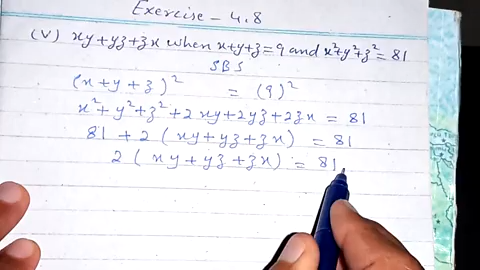 Exercise - 4.8
(V) xy+yz+zx when x+y+z=9 and x²+y²+z²=81
SBS
(x+y+z)² = (9)²
x²+y²+z²+2xy+2yz+2zx = 81
81+2(xy+yz+zx) = 81
2(xy+yz+zx) = 81